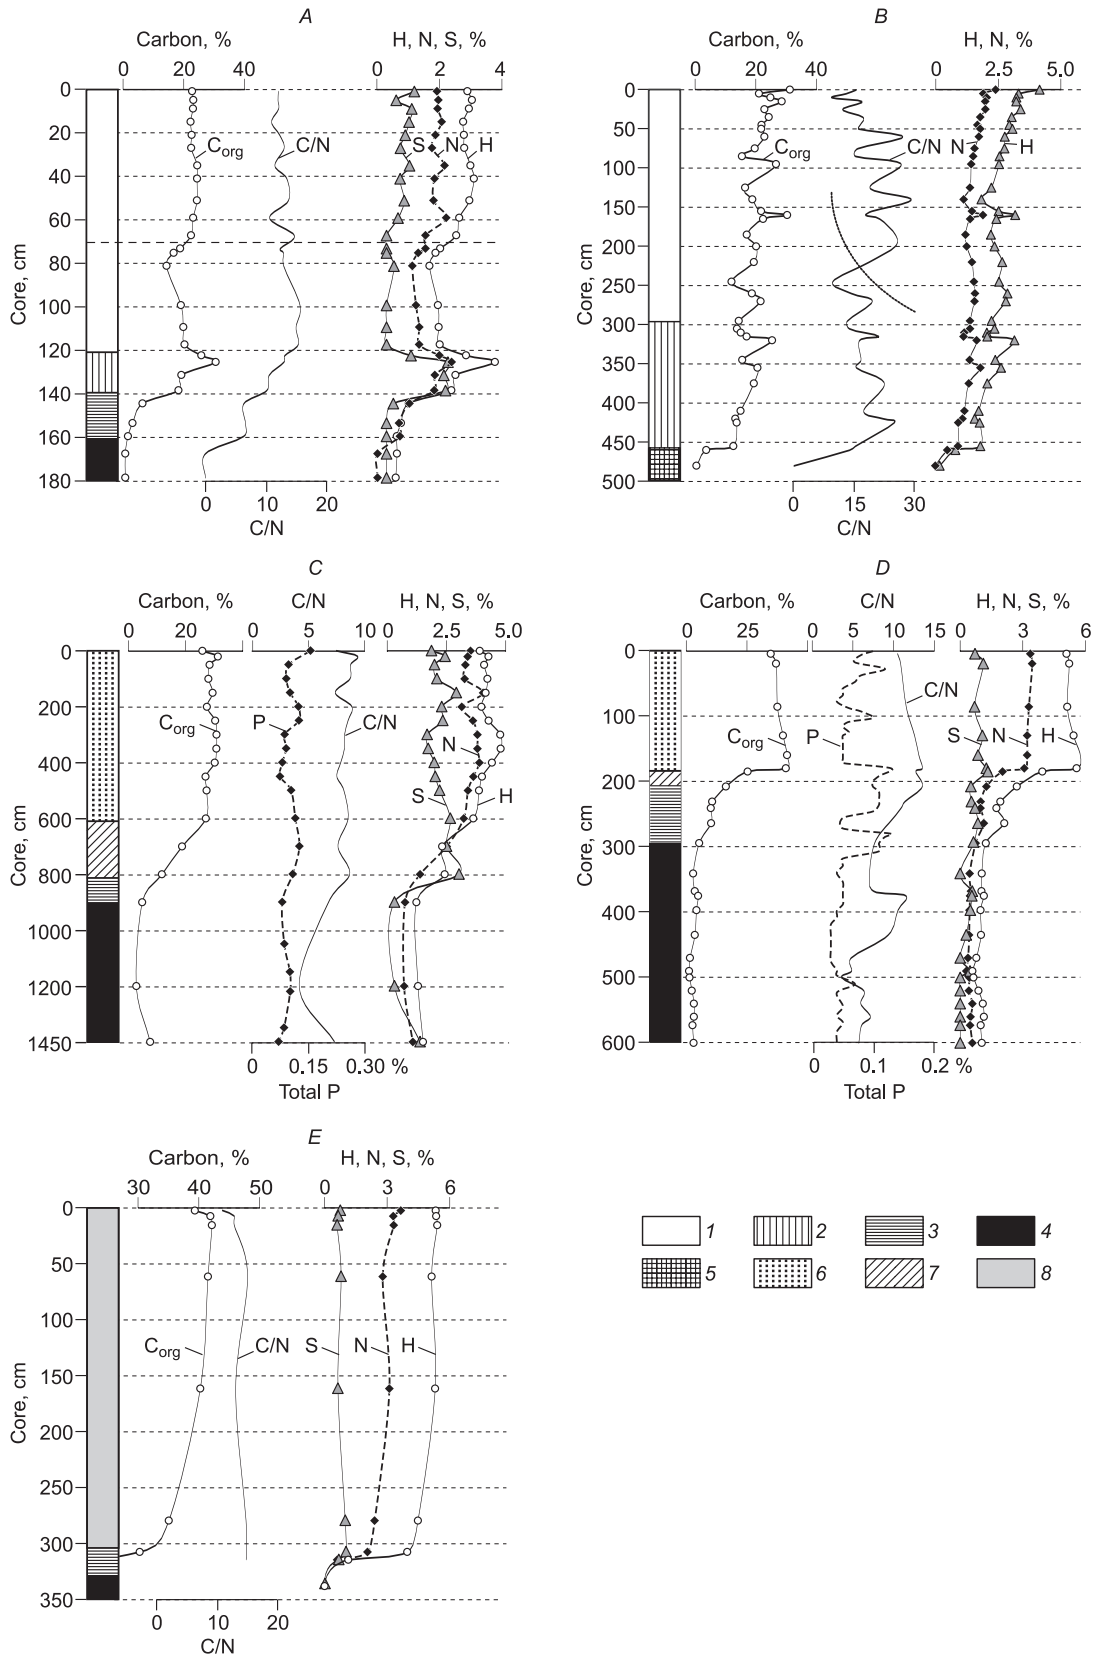 A
Carbon, %
H, N, S, %
0 20 40
0 2 4
Core, cm
0
20
40
60
80
100
120
140
160
180
C_org
C/N
S
N
H
0 10 20
C/N
B
Carbon, %
H, N, %
0 20 40
0 2.5 5.0
Core, cm
0
50
100
150
200
250
300
350
400
450
500
C_org
C/N
N
H
0 15 30
C/N
C
Carbon, % C/N H, N, S, %
0 20
0 5 10
0 2.5 5.0
Core, cm
0
200
400
600
800
1000
1200
1450
C_org
P
C/N
N
S
H
0 0.15 0.30 %
Total P
D
Carbon, % C/N H, N, S, %
0 25
0 5 10 15
0 3 6
Core, cm
0
100
200
300
400
500
600
C/N
C_org
P
S
N
H
0 0.1 0.2 %
Total P
E
Carbon, %
H, N, S, %
30 40 50
0 3 6
Core, cm
0
50
100
150
200
250
300
350
C_org
C/N
S
N
H
0 10 20
C/N
1 2 3 4
5 6 7 8